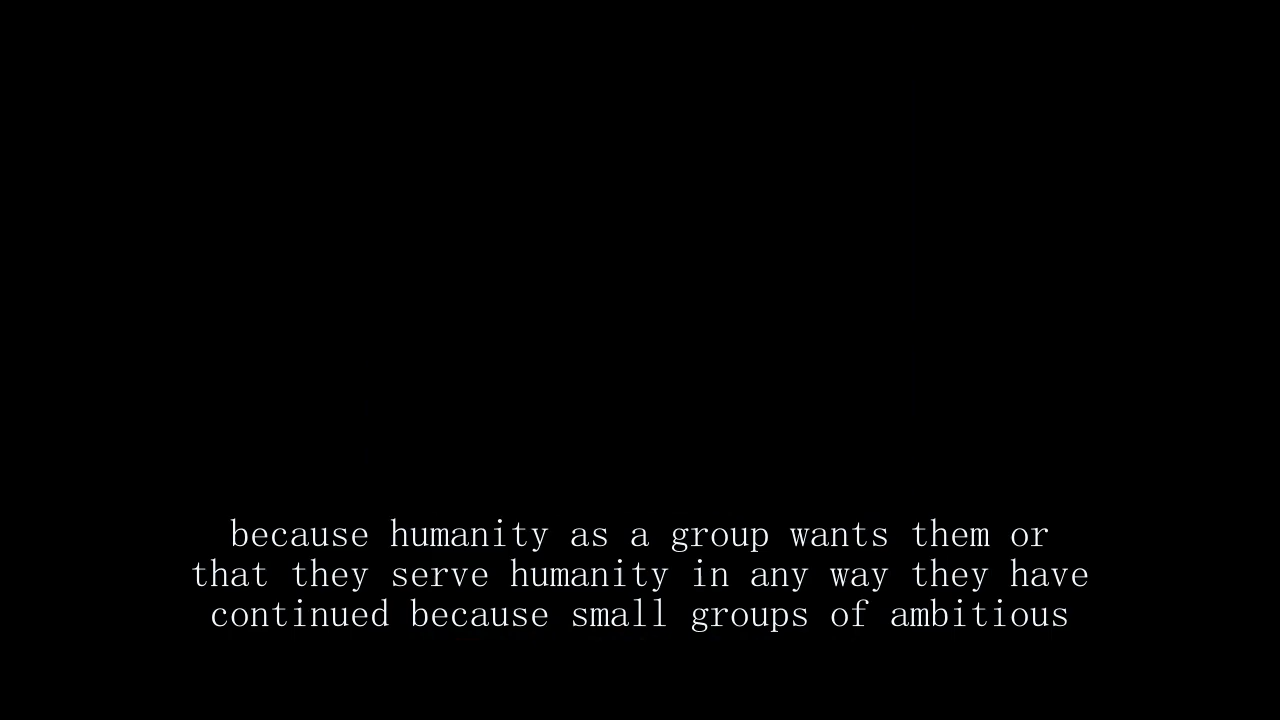 because humanity as a group wants them or
that they serve humanity in any way they have
continued because small groups of ambitious